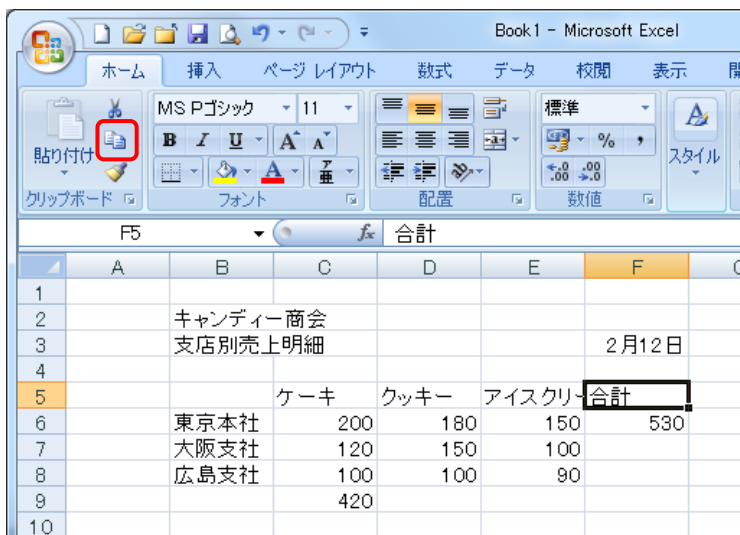 Book1 - Microsoft Excel
ホーム 挿入 ページ レイアウト 数式 データ 校閲 表示
MS Pゴシック 11 標準
B I U A A %
貼り付け A ア亜 スタイル
クリップボード フォント 配置 数値
F5 fx 合計
A B C D E F
1
2 キャンディー商会
3 支店別売上明細 2月12日
4
5 ケーキ クッキー アイスクリー 合計
6 東京本社 200 180 150 530
7 大阪支社 120 150 100
8 広島支社 100 100 90
9 420
10